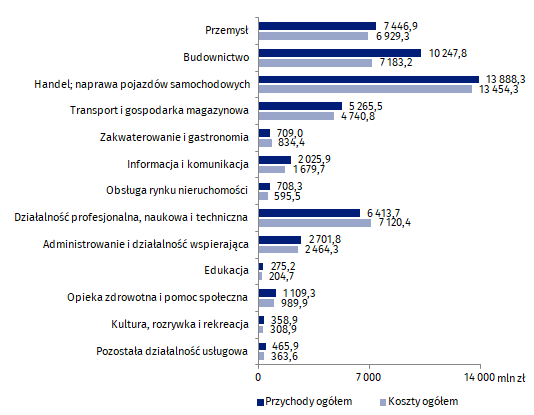 Przemysł
7 446,9
6 929,3
Budownictwo
10 247,8
7 183,2
Handel; naprawa pojazdów samochodowych
13 888,3
13 454,3
Transport i gospodarka magazynowa
5 265,5
4 740,8
Zakwaterowanie i gastronomia
709,0
834,4
Informacja i komunikacja
2 025,9
1 679,7
Obsługa rynku nieruchomości
708,3
595,5
Działalność profesjonalna, naukowa i techniczna
6 413,7
7 120,4
Administrowanie i działalność wspierająca
2 701,8
2 464,3
Edukacja
275,2
204,7
Opieka zdrowotna i pomoc społeczna
1 109,3
989,9
Kultura, rozrywka i rekreacja
358,9
308,9
Pozostała działalność usługowa
465,9
363,6
0 7 000 14 000 mln zł
Przychody ogółem Koszty ogółem